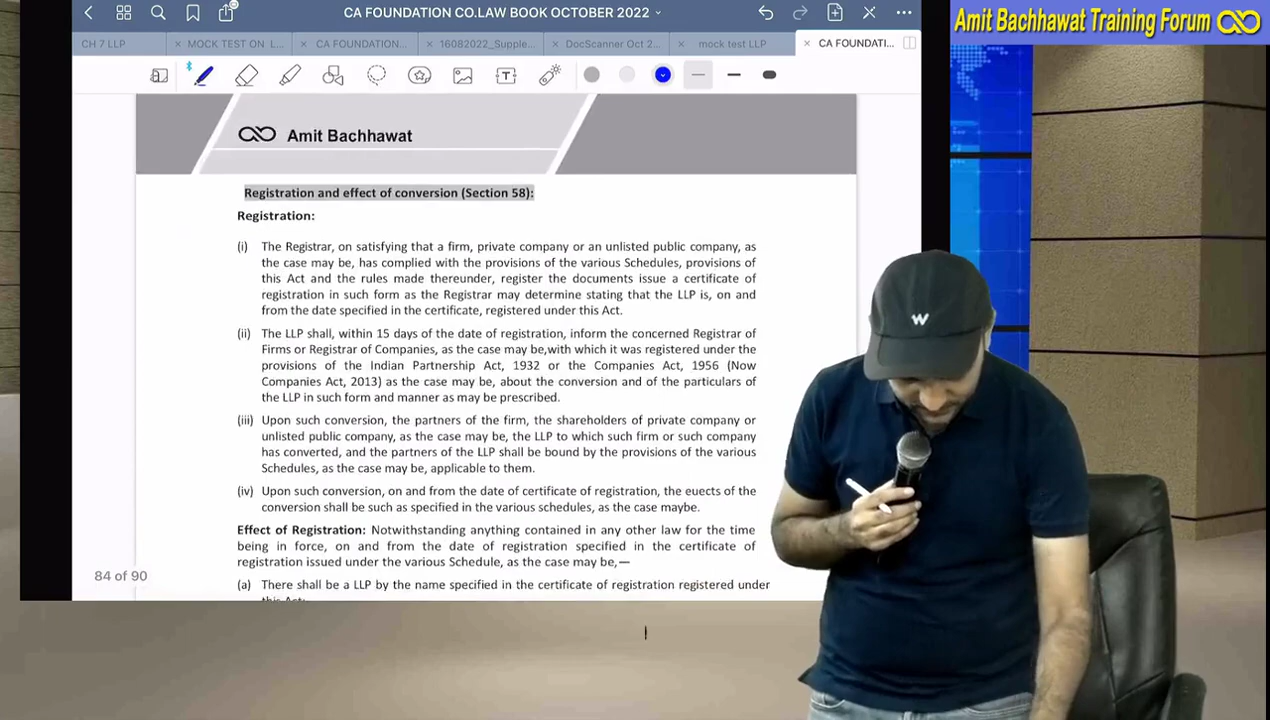 CA FOUNDATION CO.LAW BOOK OCTOBER 2022
Amit Bachhawat Training Forum
CH 7 LLP
MOCK TEST ON L...
CA FOUNDATION...
16082022_Supple...
DocScanner Oct 2...
mock test LLP
CA FOUNDATI...
Amit Bachhawat
Registration and effect of conversion (Section 58):
Registration:
(i) The Registrar, on satisfying that a firm, private company or an unlisted public company, as
the case may be, has complied with the provisions of the various Schedules, provisions of
this Act and the rules made thereunder, register the documents issue a certificate of
registration in such form as the Registrar may determine stating that the LLP is, on and
from the date specified in the certificate, registered under this Act.
(ii) The LLP shall, within 15 days of the date of registration, inform the concerned Registrar of
Firms or Registrar of Companies, as the case may be,with which it was registered under the
provisions of the Indian Partnership Act, 1932 or the Companies Act, 1956 (Now
Companies Act, 2013) as the case may be, about the conversion and of the particulars of
the LLP in such form and manner as may be prescribed.
(iii) Upon such conversion, the partners of the firm, the shareholders of private company or
unlisted public company, as the case may be, the LLP to which such firm or such company
has converted, and the partners of the LLP shall be bound by the provisions of the various
Schedules, as the case may be, applicable to them.
(iv) Upon such conversion, on and from the date of certificate of registration, the euects of the
conversion shall be such as specified in the various schedules, as the case maybe.
Effect of Registration: Notwithstanding anything contained in any other law for the time
being in force, on and from the date of registration specified in the certificate of
registration issued under the various Schedule, as the case may be,—
(a) There shall be a LLP by the name specified in the certificate of registration registered under
this Act;
84 of 90
W